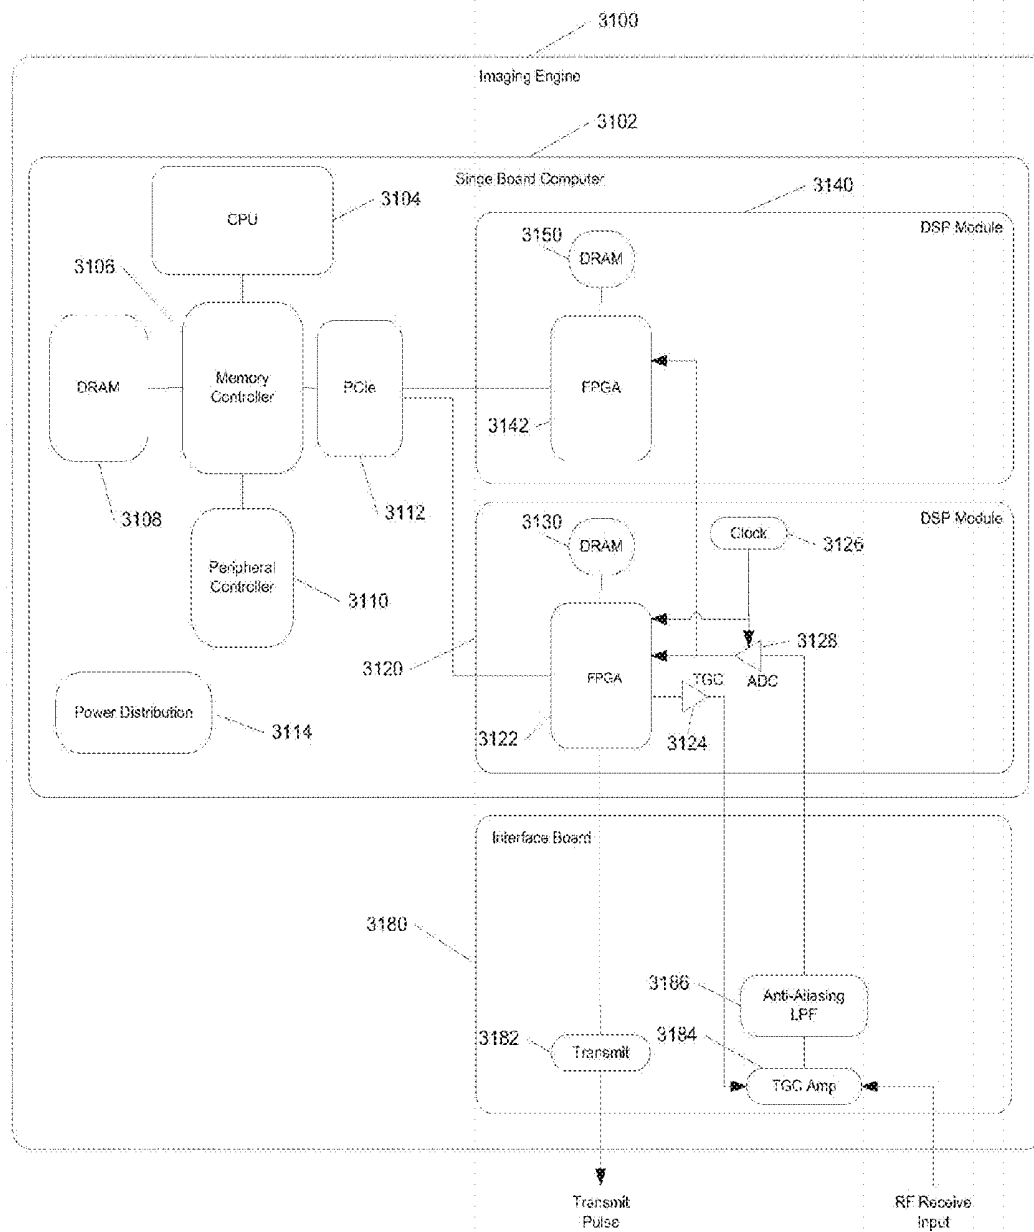 3100
Imaging Engine
3102
Singe Board Computer
3104
CPU
3140
DSP Module
3150
DRAM
3106
DRAM
Memory
Controller
PCIe
FPGA
3142
3108
3112
3130
DRAM
Clock
3126
DSP Module
Peripheral
Controller
3110
3128
3120
FPGA
TGC
ADC
Power Distribution
3114
3122
3124
Interface Board
3180
3186
Anti-Aliasing
LPF
3182
Transmit
3184
TGC Amp
Transmit
Pulse
RF Receive
Input